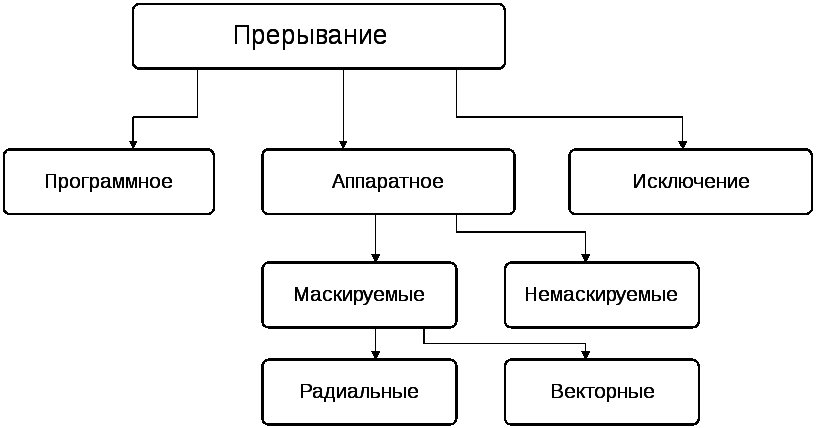 Прерывание
Программное
Аппаратное
Исключение
Маскируемые
Немаскируемые
Радиальные
Векторные